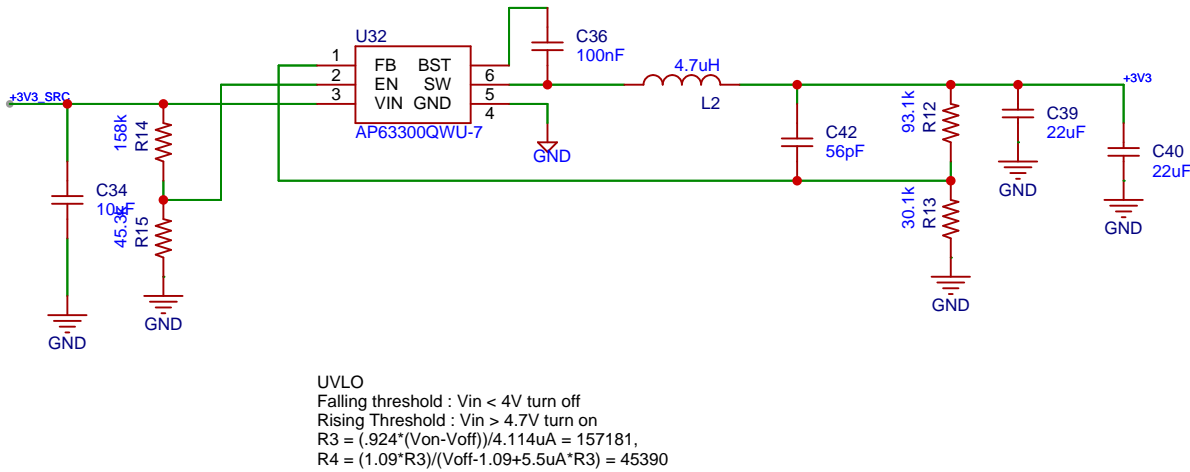 U32
C36
100nF
1
2
3
FB BST
EN SW
VIN GND
6
5
4
AP63300QWU-7
+3V3_SRC
158k
R14
C34
10uF
45.3k
R15
GND
GND
GND
4.7uH
L2
C42
56pF
93.1k
R12
30.1k
R13
GND
C39
22uF
GND
+3V3
C40
22uF
GND
UVLO
Falling threshold : Vin < 4V turn off
Rising Threshold : Vin > 4.7V turn on
R3 = (.924*(Von-Voff))/4.114uA = 157181,
R4 = (1.09*R3)/(Voff-1.09+5.5uA*R3) = 45390